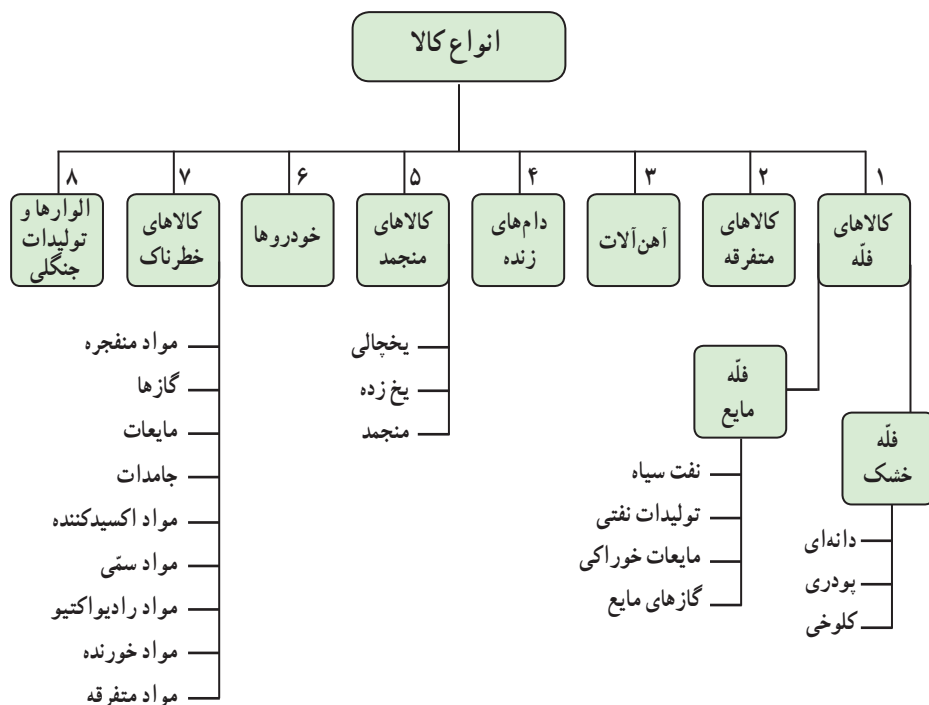 انواع کالا
۱
کالاهای
فلّه
۲
کالاهای
متفرقه
۳
آهن‌آلات
۴
دام‌های
زنده
۵
کالاهای
منجمد
۶
خودروها
۷
کالاهای
خطرناک
۸
الوارها و
تولیدات
جنگلی
فلّه
خشک
دانه‌ای
پودری
کلوخی
فلّه
مایع
نفت سیاه
تولیدات نفتی
مایعات خوراکی
گازهای مایع
یخچالی
یخ زده
منجمد
مواد منفجره
گازها
مایعات
جامدات
مواد اکسیدکننده
مواد سمّی
مواد رادیواکتیو
مواد خورنده
مواد متفرقه